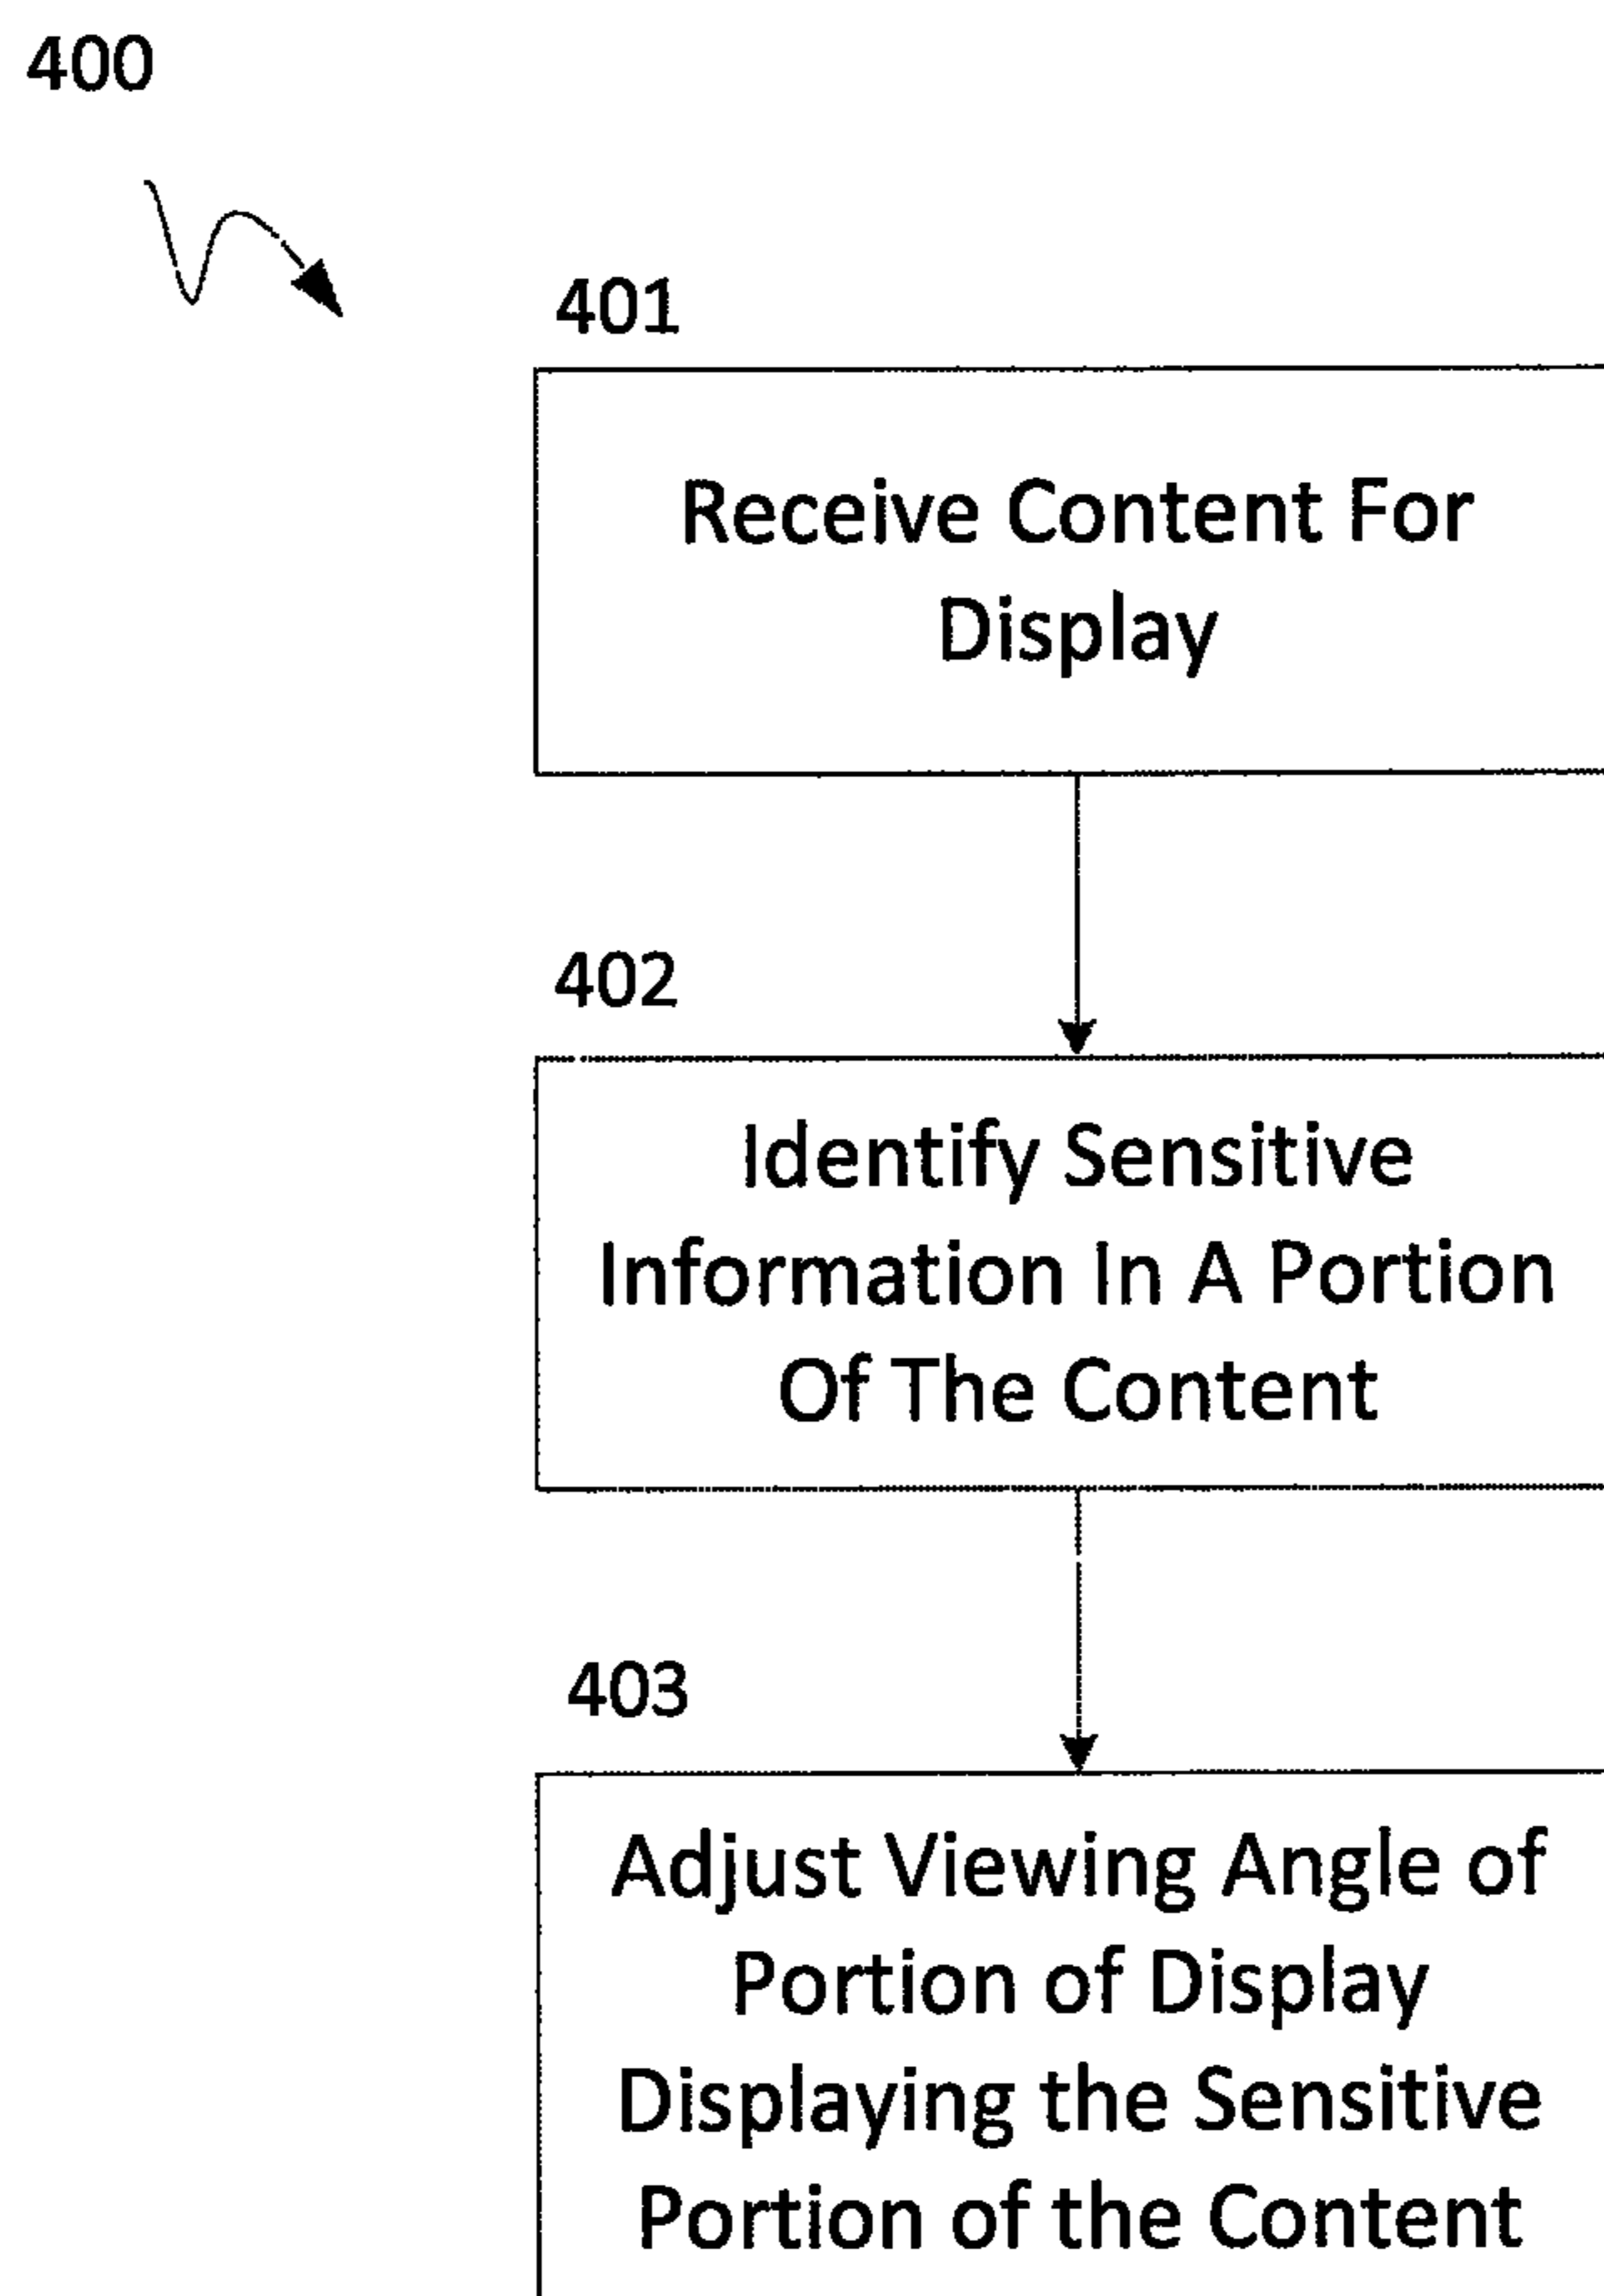 400
401
Receive Content For
Display
402
Identify Sensitive
Information In A Portion
Of The Content
403
Adjust Viewing Angle of
Portion of Display
Displaying the Sensitive
Portion of the Content